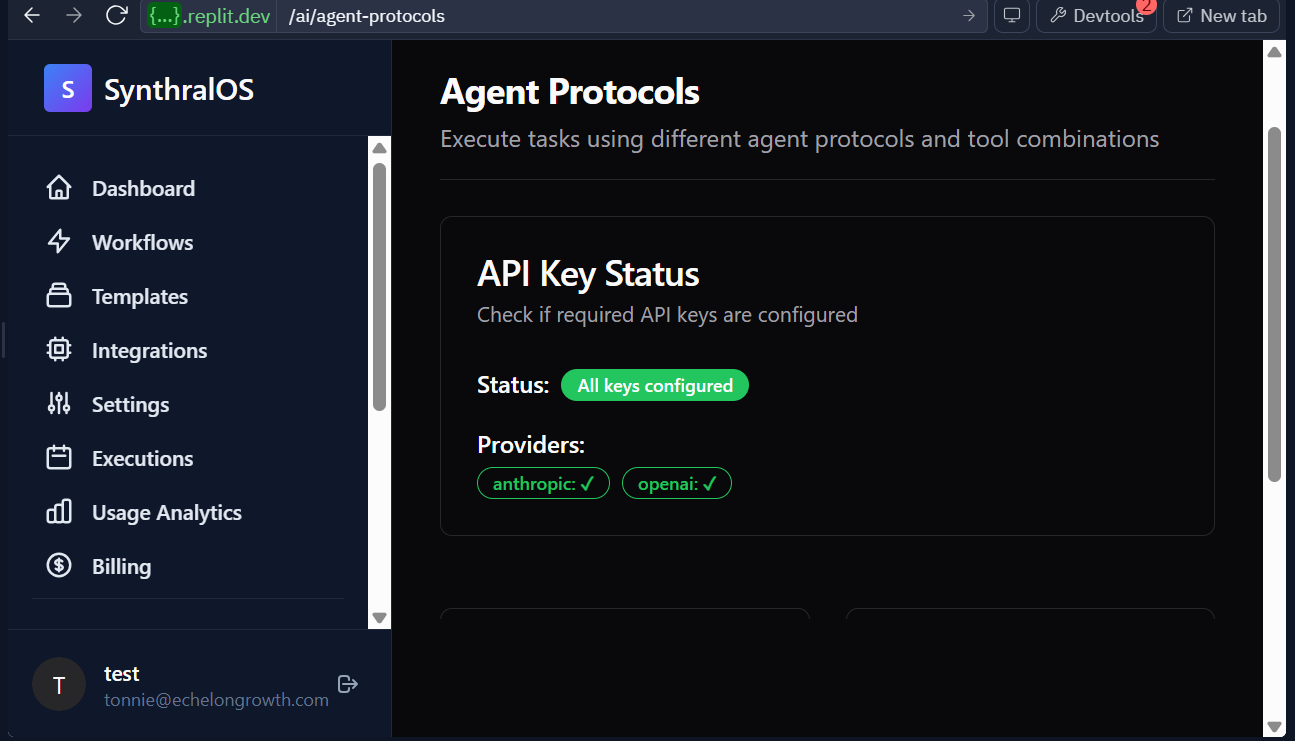 {...}.replit.dev /ai/agent-protocols Devtools 2 New tab
S SynthralOS
Dashboard
Workflows
Templates
Integrations
Settings
Executions
Usage Analytics
Billing
T test
tonnie@echelongrowth.com
Agent Protocols
Execute tasks using different agent protocols and tool combinations
API Key Status
Check if required API keys are configured
Status: All keys configured
Providers:
anthropic: ✓ openai: ✓